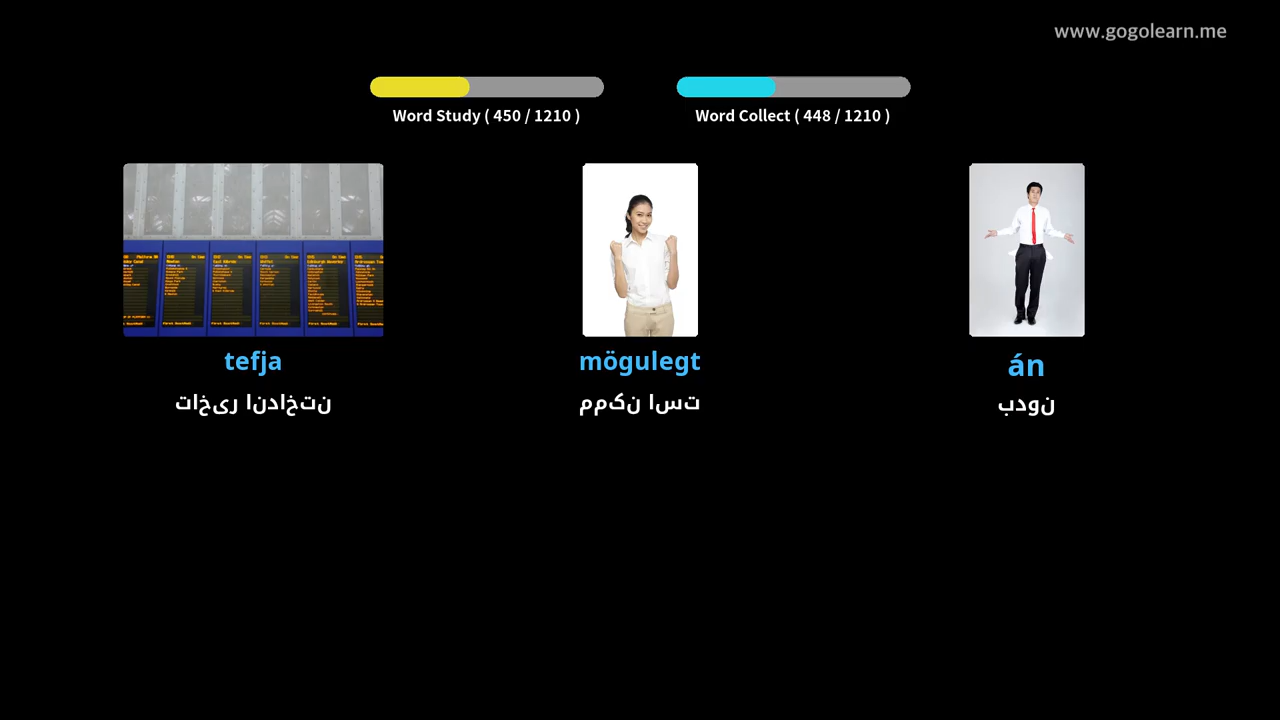 www.gogolearn.me
Word Study ( 450 / 1210 )
Word Collect ( 448 / 1210 )
tefja
تاخیر انداختن
mögulegt
ممکن است
án
بدون